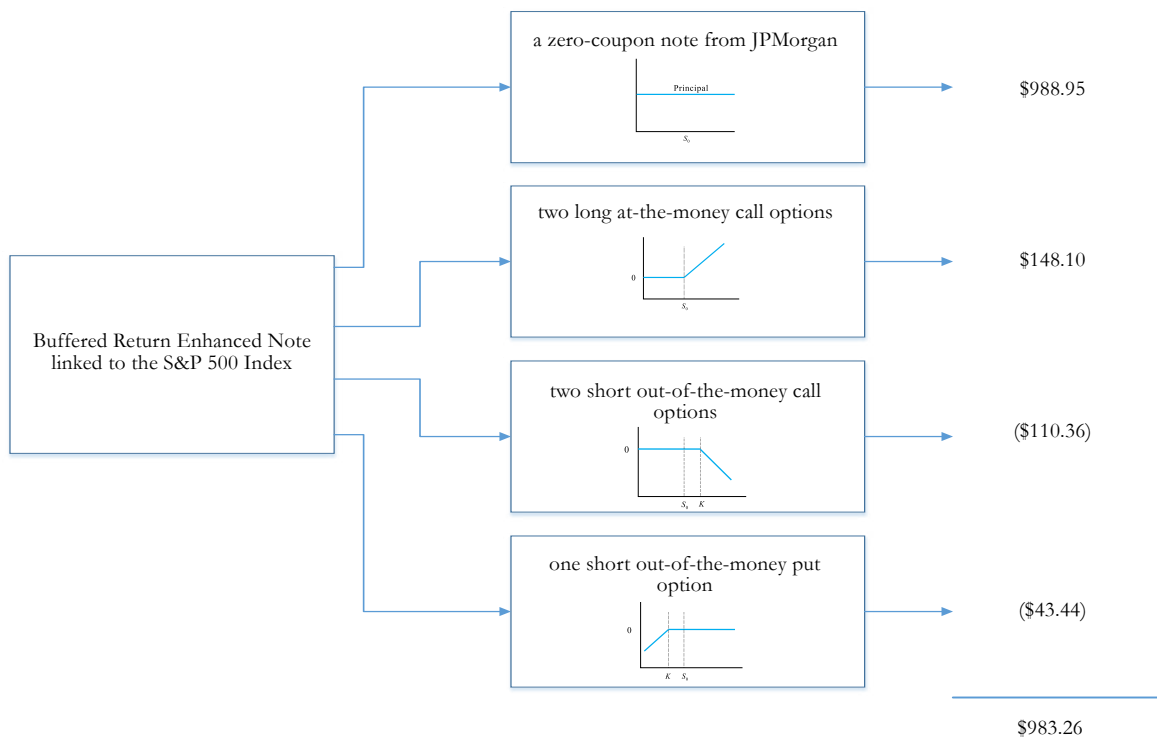 a zero-coupon note from JPMorgan
Principal
S0
$988.95
two long at-the-money call options
0
S0
$148.10
Buffered Return Enhanced Note
linked to the S&P 500 Index
two short out-of-the-money call
options
0
S0 K
($110.36)
one short out-of-the-money put
option
0
K S0
($43.44)
$983.26